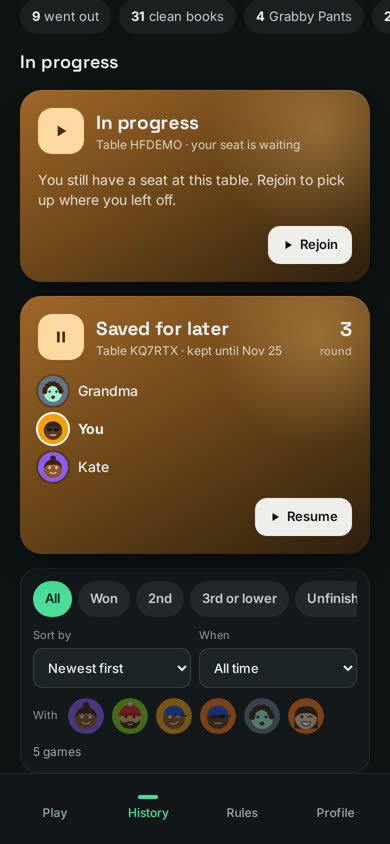 9 went out 31 clean books 4 Grabby Pants 2
In progress
In progress
Table HFDEMO · your seat is waiting
You still have a seat at this table. Rejoin to pick
up where you left off.
Rejoin
Saved for later 3
Table KQ7RTX · kept until Nov 25 round
Grandma
You
Kate
Resume
All Won 2nd 3rd or lower Unfinish
Sort by When
Newest first All time
With
5 games
Play History Rules Profile